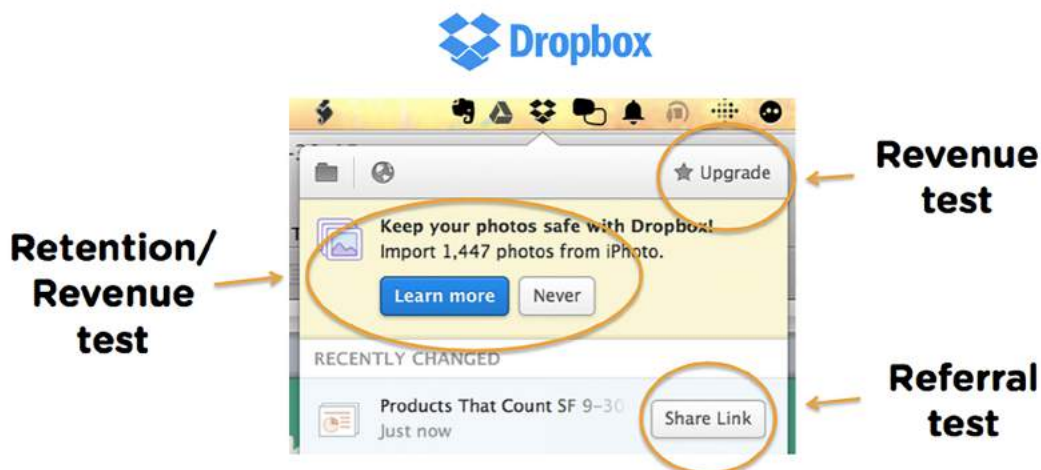 Dropbox
Upgrade
Revenue
test
Keep your photos safe with Dropbox!
Import 1,447 photos from iPhoto.
Learn more
Never
Retention/
Revenue
test
RECENTLY CHANGED
Products That Count SF 9-30
Just now
Share Link
Referral
test